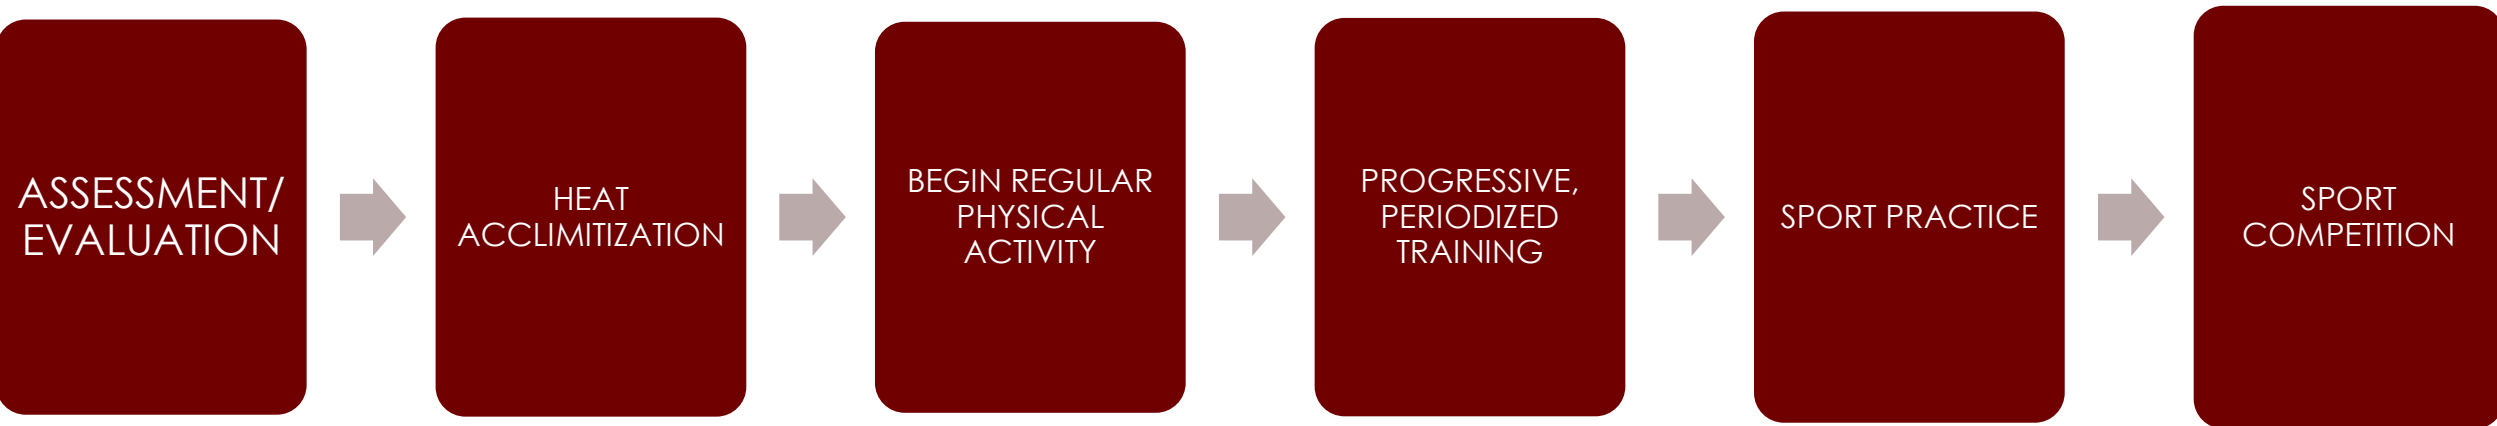 ASSESSMENT/
EVALUATION
HEAT
ACCLIMITIZATION
BEGIN REGULAR
PHYSICAL
ACTIVITY
PROGRESSIVE,
PERIODIZED
TRAINING
SPORT PRACTICE
SPORT
COMPETITION